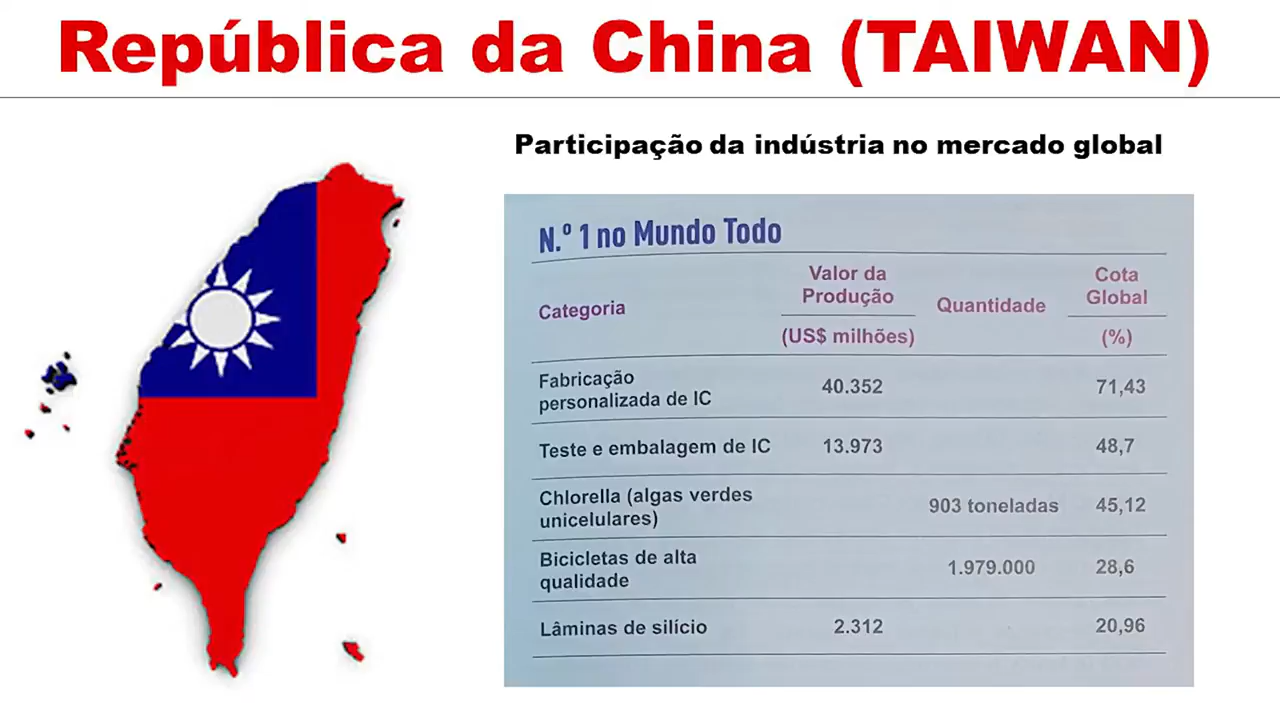 República da China (TAIWAN)
Participação da indústria no mercado global
N.º 1 no Mundo Todo
Categoria
Valor da
Produção
(US$ milhões)
Quantidade
Cota
Global
(%)
Fabricação
personalizada de IC
40.352
71,43
Teste e embalagem de IC
13.973
48,7
Chlorella (algas verdes
unicelulares)
903 toneladas
45,12
Bicicletas de alta
qualidade
1.979.000
28,6
Lâminas de silício
2.312
20,96